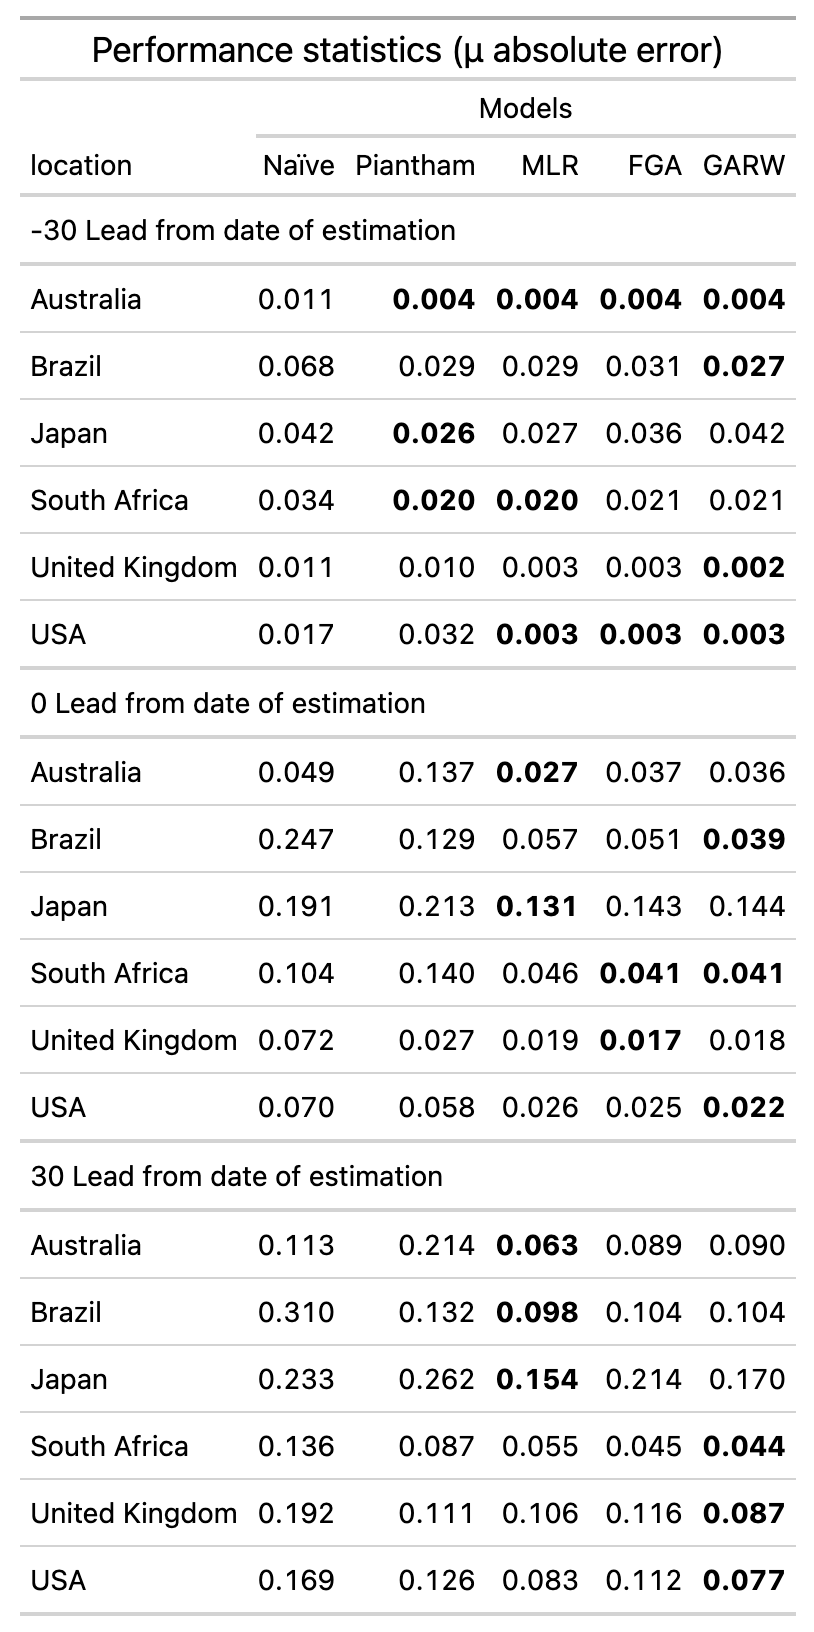 Performance statistics (μ absolute error)
Models
location Naïve Piantham MLR FGA GARW
-30 Lead from date of estimation
Australia 0.011 0.004 0.004 0.004 0.004
Brazil 0.068 0.029 0.029 0.031 0.027
Japan 0.042 0.026 0.027 0.036 0.042
South Africa 0.034 0.020 0.020 0.021 0.021
United Kingdom 0.011 0.010 0.003 0.003 0.002
USA 0.017 0.032 0.003 0.003 0.003
0 Lead from date of estimation
Australia 0.049 0.137 0.027 0.037 0.036
Brazil 0.247 0.129 0.057 0.051 0.039
Japan 0.191 0.213 0.131 0.143 0.144
South Africa 0.104 0.140 0.046 0.041 0.041
United Kingdom 0.072 0.027 0.019 0.017 0.018
USA 0.070 0.058 0.026 0.025 0.022
30 Lead from date of estimation
Australia 0.113 0.214 0.063 0.089 0.090
Brazil 0.310 0.132 0.098 0.104 0.104
Japan 0.233 0.262 0.154 0.214 0.170
South Africa 0.136 0.087 0.055 0.045 0.044
United Kingdom 0.192 0.111 0.106 0.116 0.087
USA 0.169 0.126 0.083 0.112 0.077